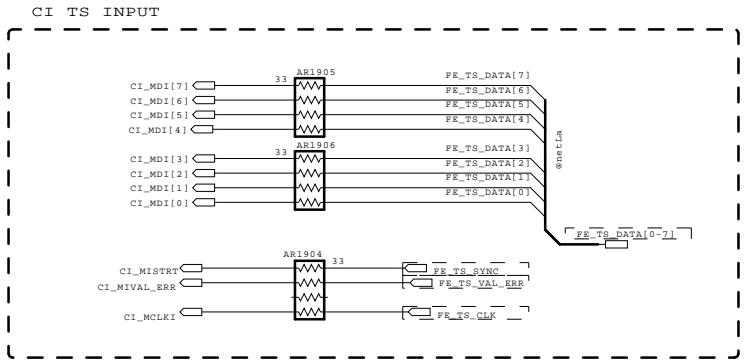 CI TS INPUT
AR1905
33
CI_MDI[7]
FE_TS_DATA[7]
CI_MDI[6]
FE_TS_DATA[6]
CI_MDI[5]
FE_TS_DATA[5]
CI_MDI[4]
FE_TS_DATA[4]
AR1906
33
CI_MDI[3]
FE_TS_DATA[3]
CI_MDI[2]
FE_TS_DATA[2]
CI_MDI[1]
FE_TS_DATA[1]
CI_MDI[0]
FE_TS_DATA[0]
@netLa
FE_TS_DATA[0-7]
AR1904
33
CI_MISTRT
FE_TS_SYNC
CI_MIVAL_ERR
FE_TS_VAL_ERR
CI_MCLKI
FE_TS_CLK